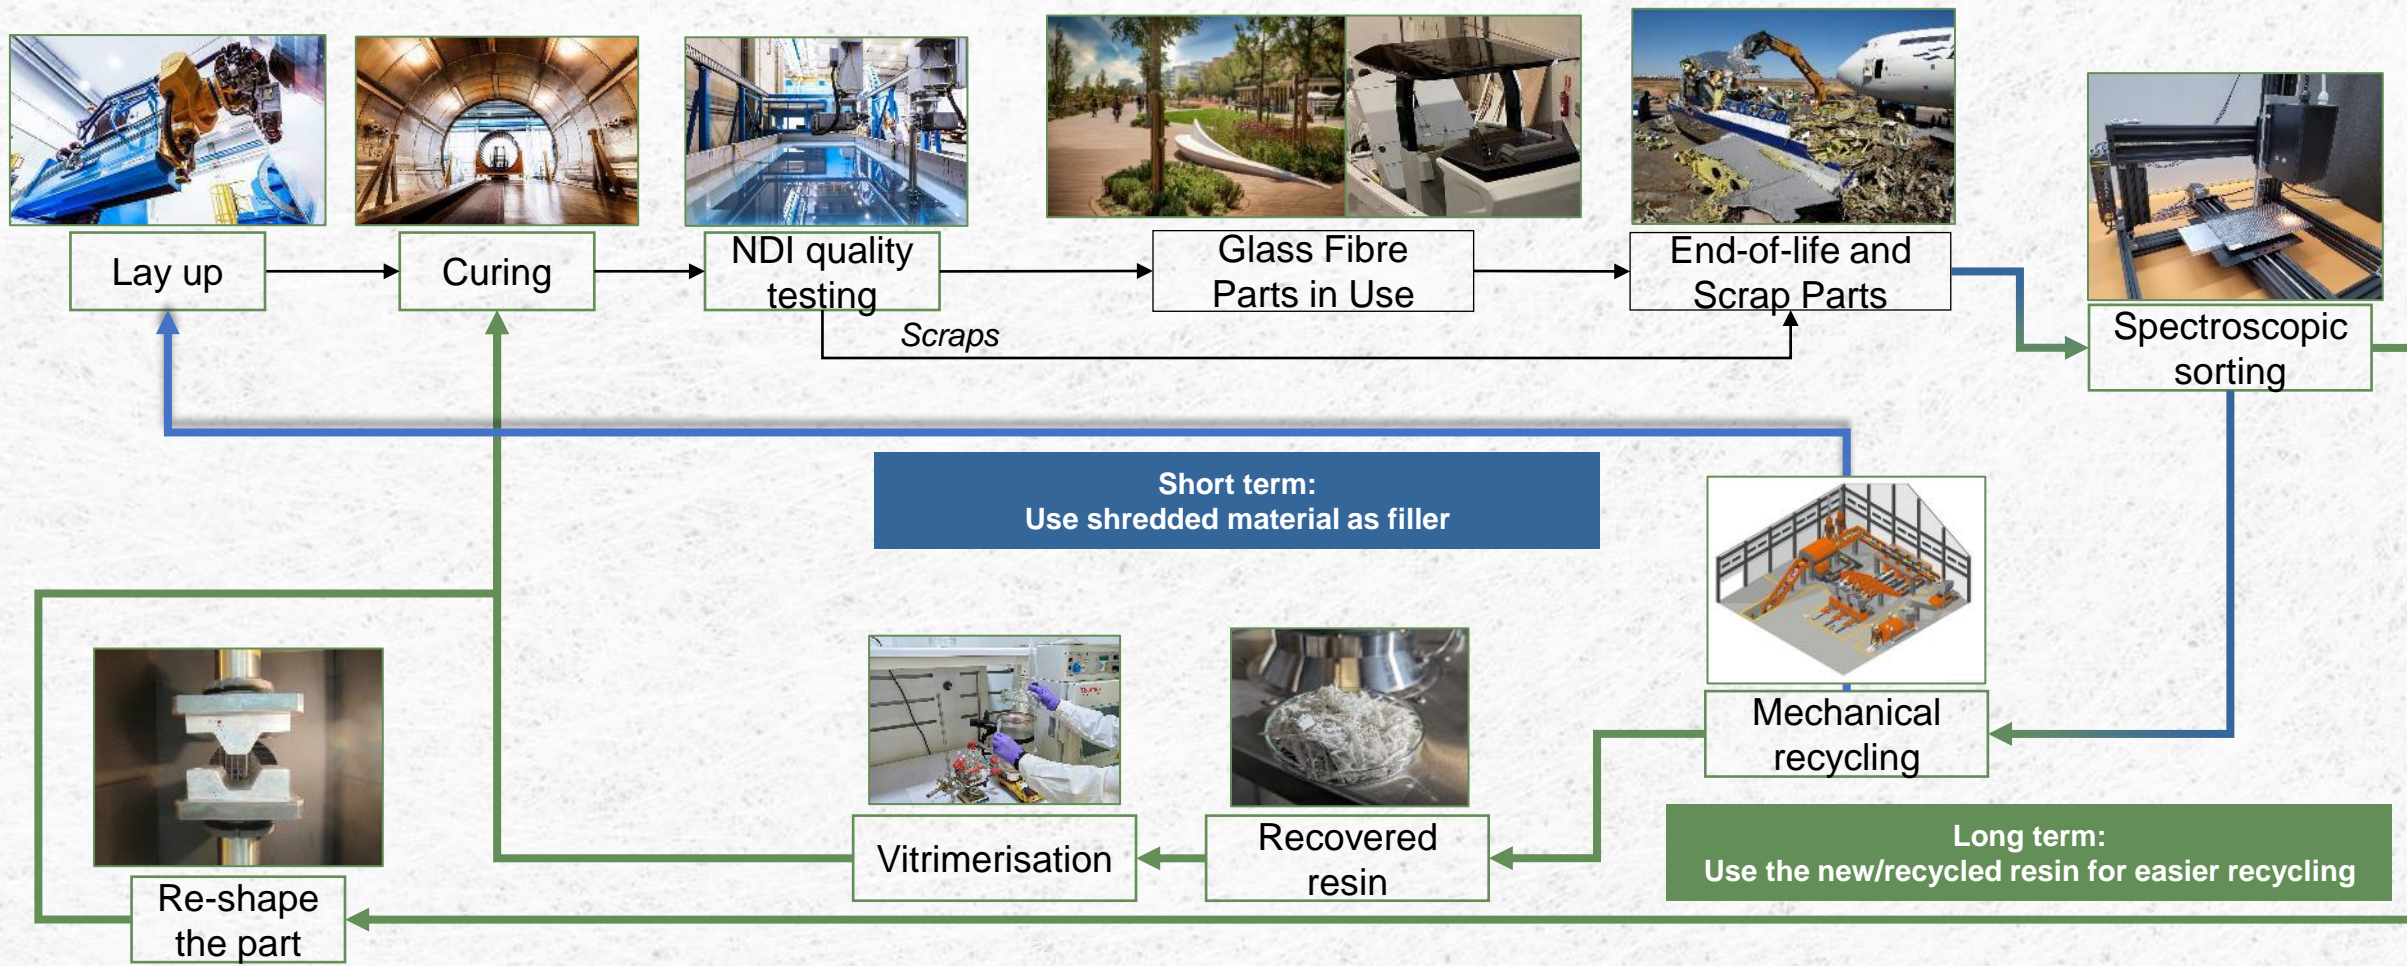 Lay up
Curing
NDI quality
testing
Glass Fibre
Parts in Use
End-of-life and
Scrap Parts
Scraps
Spectroscopic
sorting
Short term:
Use shredded material as filler
Mechanical
recycling
Long term:
Use the new/recycled resin for easier recycling
Recovered
resin
Vitrimerisation
Re-shape
the part